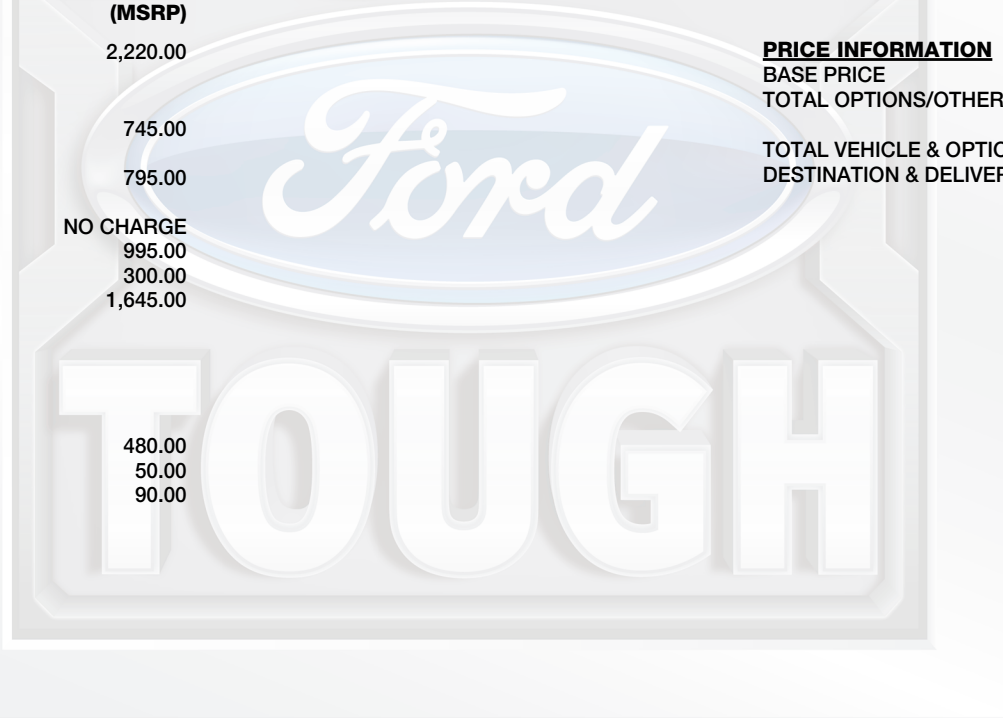 (MSRP)
2,220.00
745.00
795.00
NO CHARGE
995.00
300.00
1,645.00
480.00
50.00
90.00
PRICE INFORMATION
BASE PRICE
TOTAL OPTIONS/OTHER
TOTAL VEHICLE & OPTIO
DESTINATION & DELIVER
Ford
TOUGH